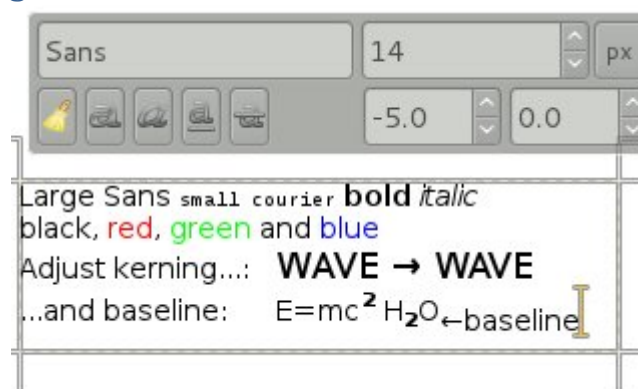 Sans 14 px
-5.0 0.0
Large Sans small courier bold italic
black, red, green and blue
Adjust kerning...: WAVE → WAVE
...and baseline: E=mc² H₂O←baseline